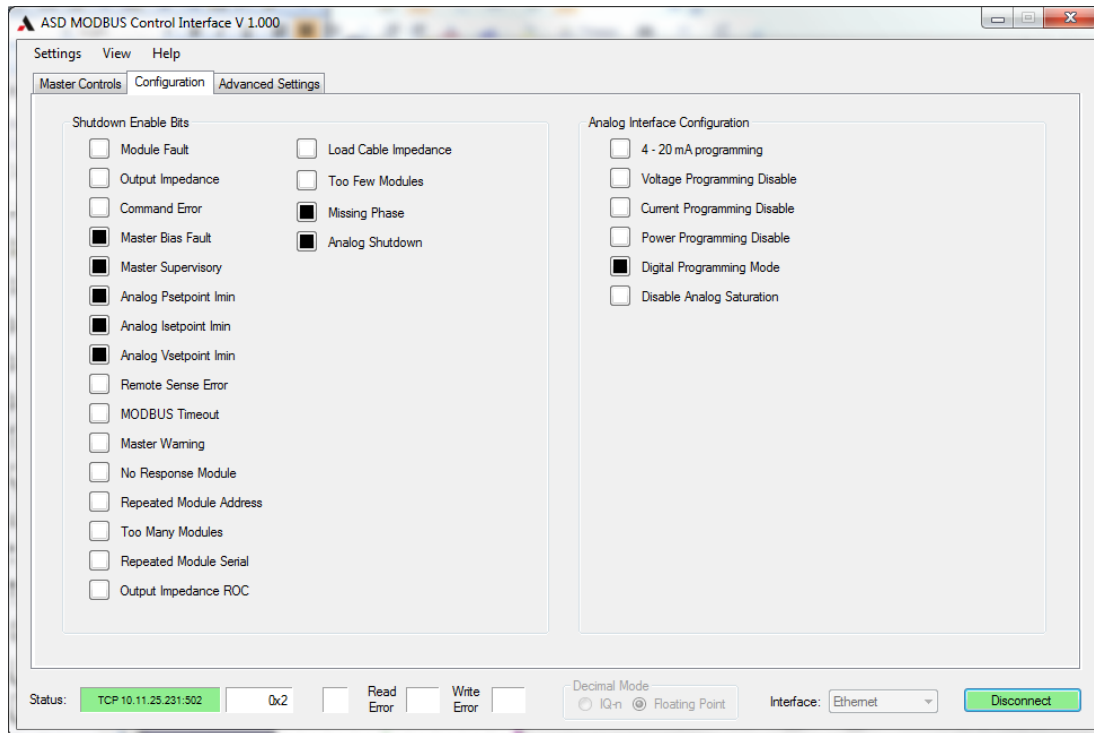 ASD MODBUS Control Interface V 1.000
Settings View Help
Master Controls Configuration Advanced Settings
Shutdown Enable Bits
Module Fault
Output Impedance
Command Error
Master Bias Fault
Master Supervisory
Analog Psetpoint Imin
Analog Isetpoint Imin
Analog Vsetpoint Imin
Remote Sense Error
MODBUS Timeout
Master Warning
No Response Module
Repeated Module Address
Too Many Modules
Repeated Module Serial
Output Impedance ROC
Load Cable Impedance
Too Few Modules
Missing Phase
Analog Shutdown
Analog Interface Configuration
4 - 20 mA programming
Voltage Programming Disable
Current Programming Disable
Power Programming Disable
Digital Programming Mode
Disable Analog Saturation
Status: TCP 10.11.25.231:502 0x2
Read
Error
Write
Error
Decimal Mode
IQ-n Floating Point
Interface: Ethernet
Disconnect